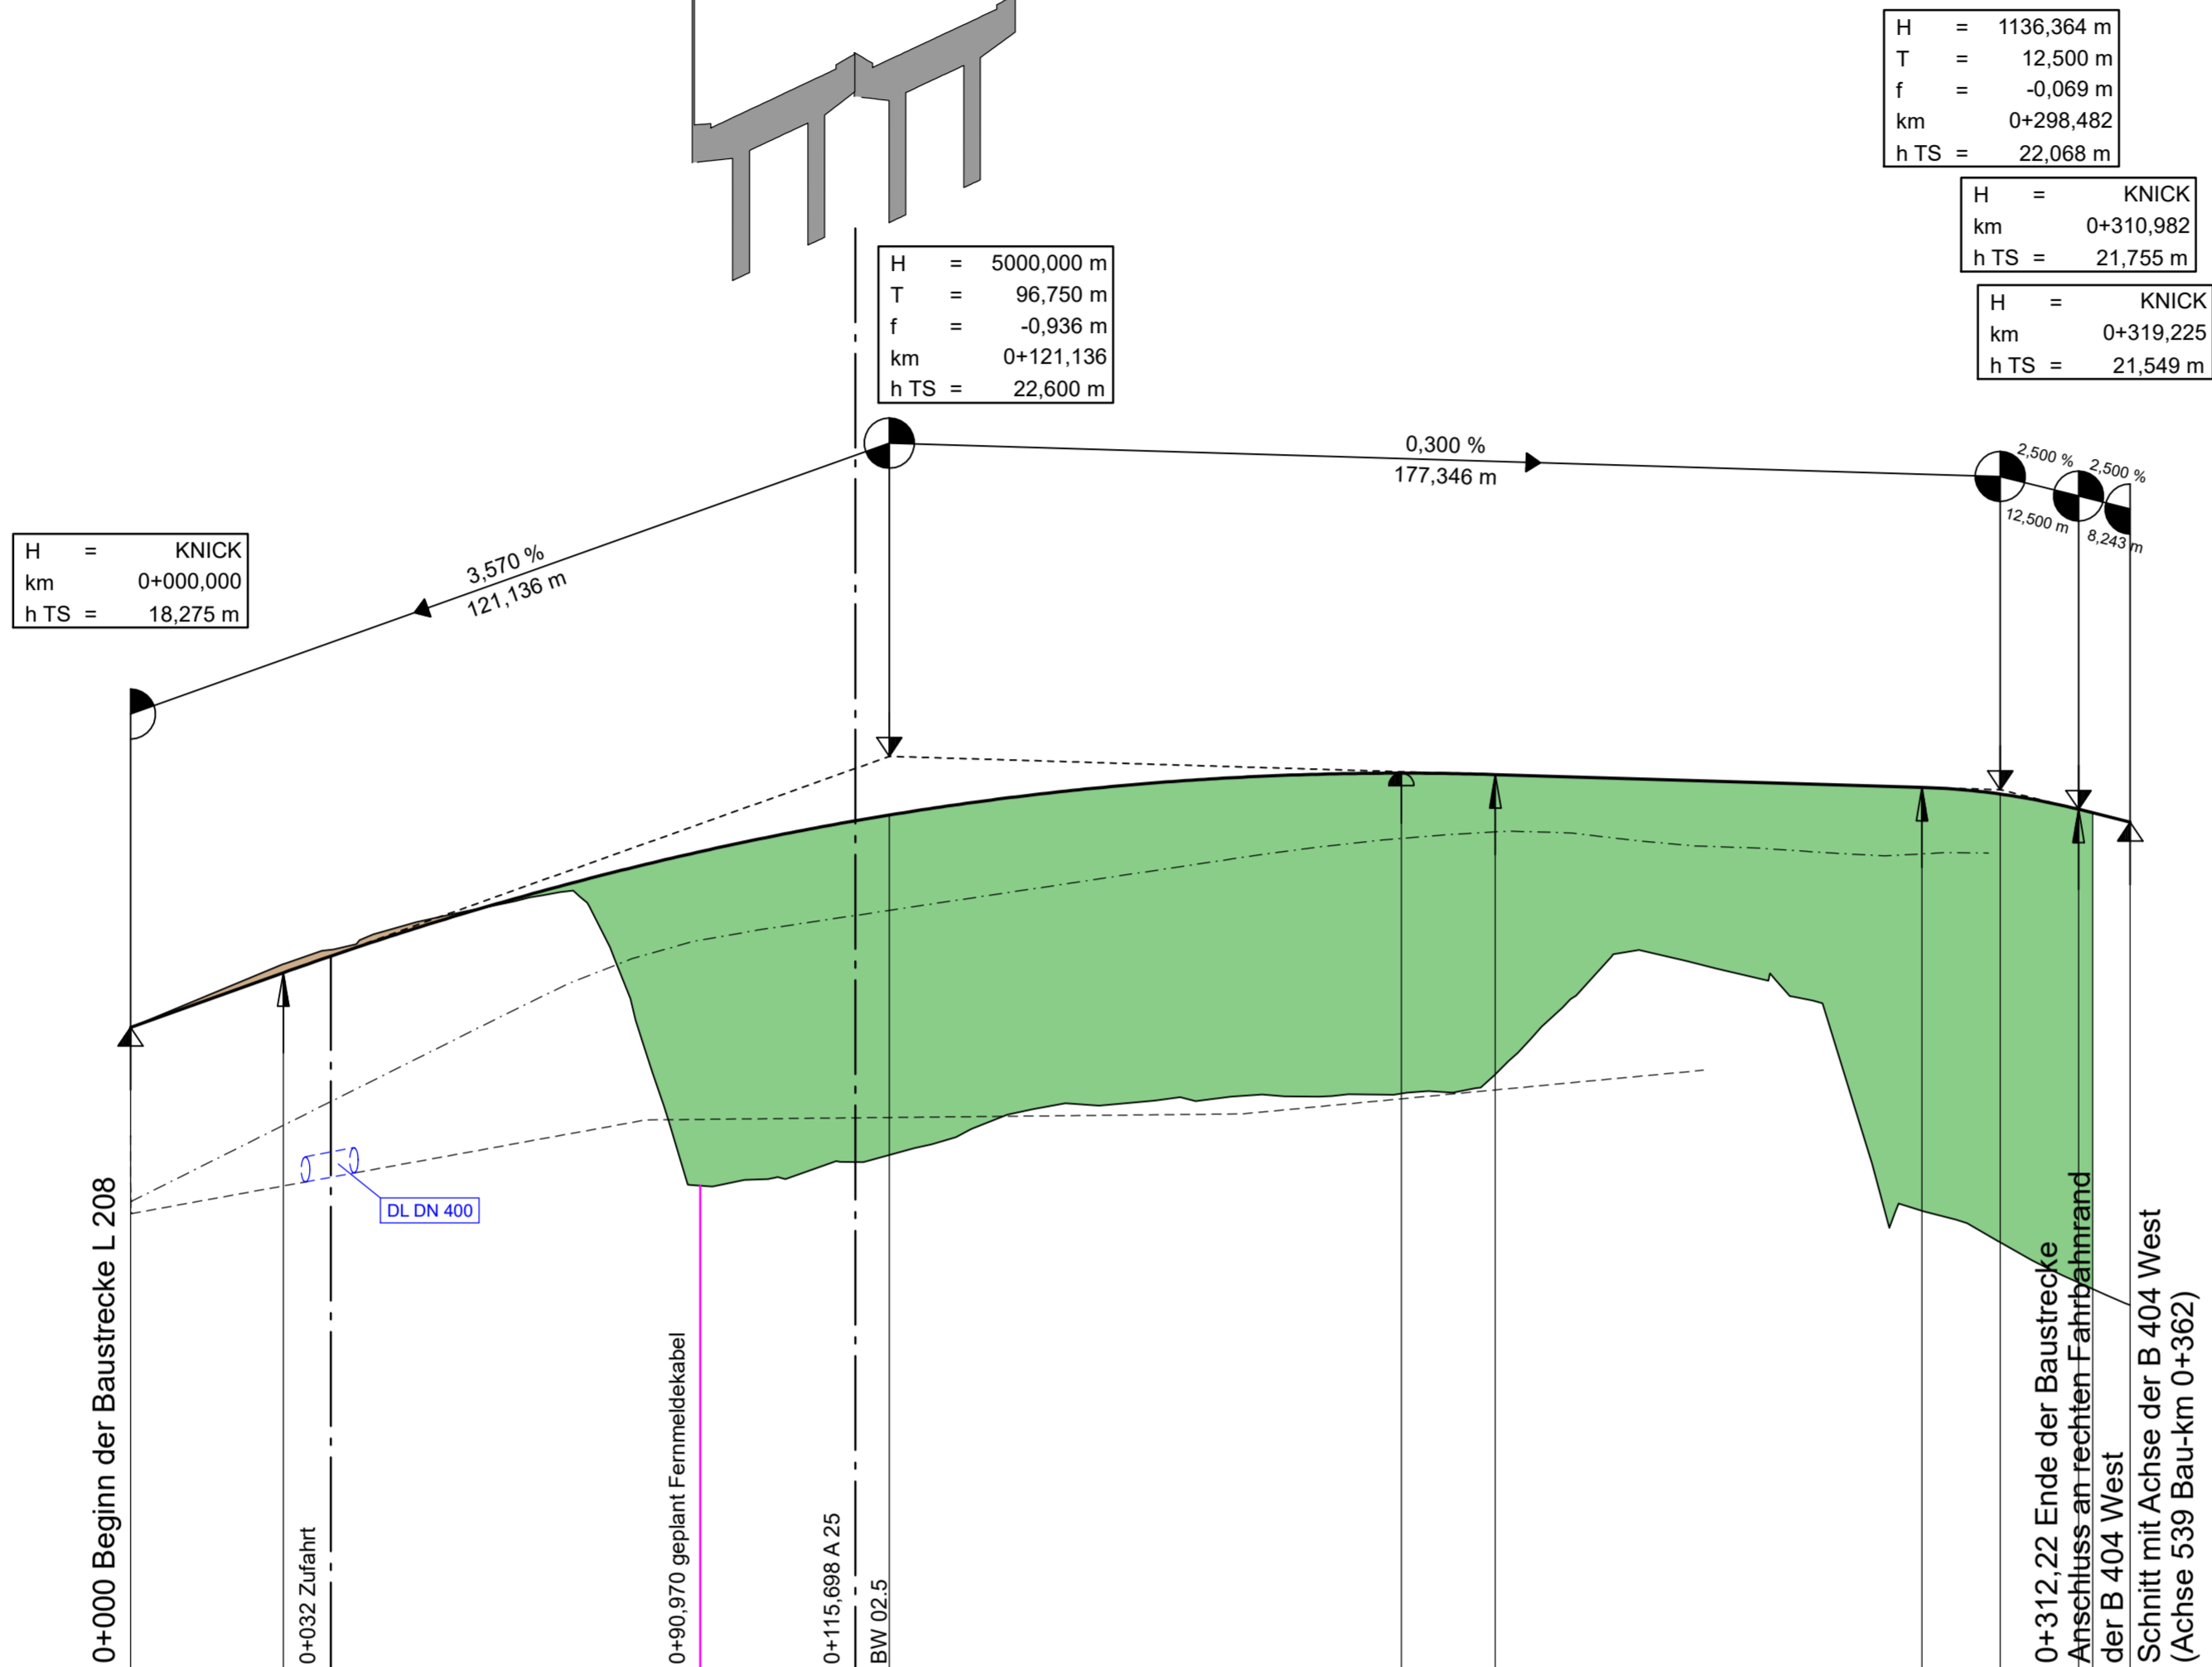 H = 1136,364 m
T = 12,500 m
f = -0,069 m
km 0+298,482
h TS = 22,068 m
H = KNICK
km 0+310,982
h TS = 21,755 m
H = KNICK
km 0+319,225
h TS = 21,549 m
H = 5000,000 m
T = 96,750 m
f = -0,936 m
km 0+121,136
h TS = 22,600 m
H = KNICK
km 0+000,000
h TS = 18,275 m
3,570 %
121,136 m
0,300 %
177,346 m
2,500 %
12,500 m
2,500 %
8,243 m
DL DN 400
0+000 Beginn der Baustrecke L 208
0+032 Zufahrt
0+90,970 geplant Fernmeldekabel
0+115,698 A 25
BW 02.5
0+312,22 Ende der Baustrecke
Anschluss an rechten Fahrbahnrand
der B 404 West
Schnitt mit Achse der B 404 West
(Achse 539 Bau-km 0+362)